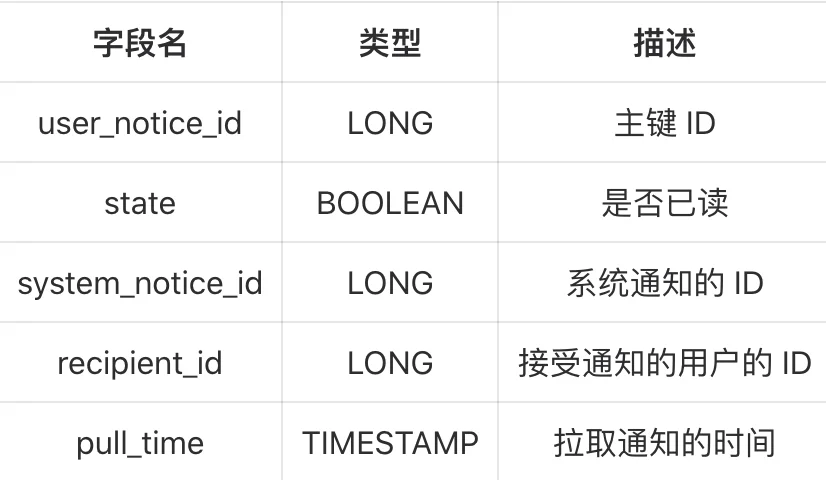 字段名 类型 描述
user_notice_id LONG 主键 ID
state BOOLEAN 是否已读
system_notice_id LONG 系统通知的 ID
recipient_id LONG 接受通知的用户的 ID
pull_time TIMESTAMP 拉取通知的时间